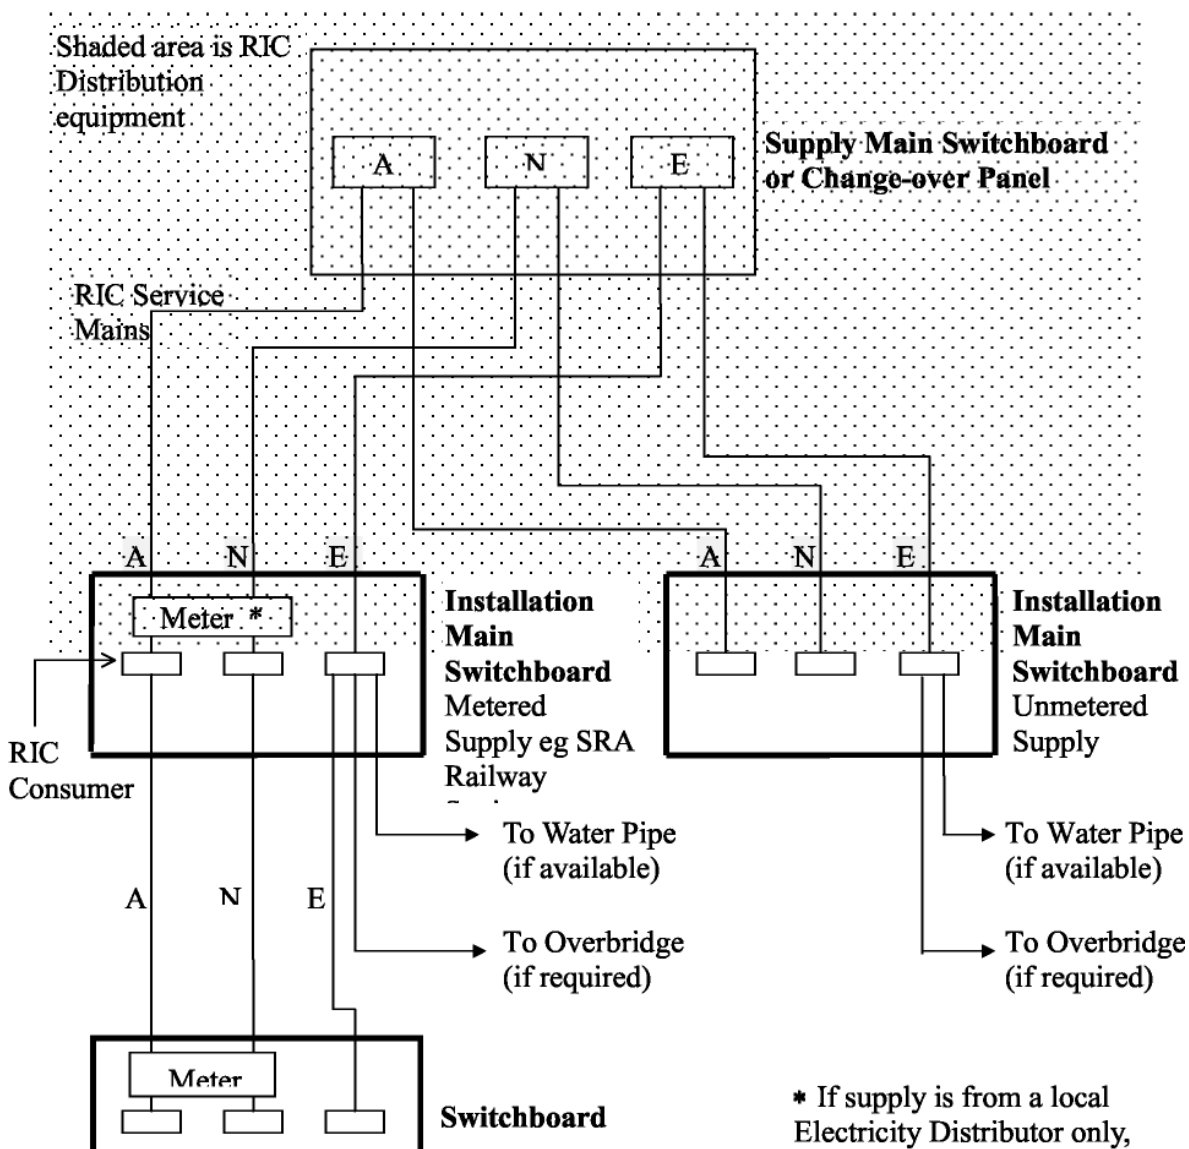 Shaded area is RIC
Distribution
equipment
A
N
E
Supply Main Switchboard
or Change-over Panel
RIC Service
Mains
A
N
E
A
N
E
Meter *
Installation
Main
Switchboard
Metered
Supply eg SRA
Railway
Installation
Main
Switchboard
Unmetered
Supply
RIC
Consumer
To Water Pipe
(if available)
To Water Pipe
(if available)
A
N
E
To Overbridge
(if required)
To Overbridge
(if required)
Meter
Switchboard
* If supply is from a local
Electricity Distributor only,